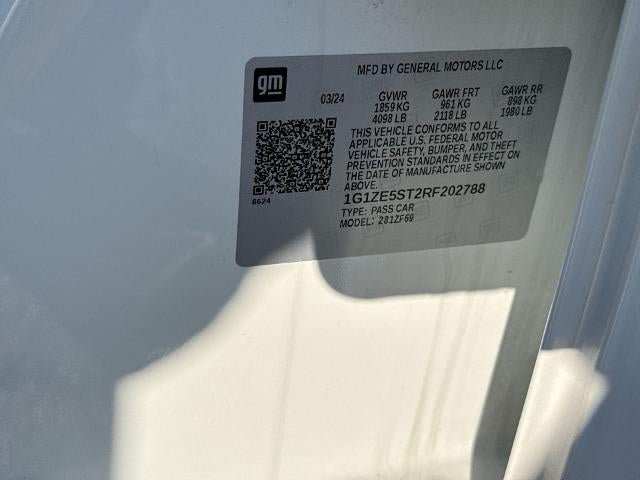 gm
MFD BY GENERAL MOTORS LLC
03/24
GVWR GAWR FRT GAWR RR
1859 KG 961 KG 898 KG
4098 LB 2118 LB 1980 LB
THIS VEHICLE CONFORMS TO ALL
APPLICABLE U.S. FEDERAL MOTOR
VEHICLE SAFETY, BUMPER, AND THEFT
PREVENTION STANDARDS IN EFFECT ON
THE DATE OF MANUFACTURE SHOWN
ABOVE.
8624
1G1ZE5ST2RF202788
TYPE: PASS CAR
MODEL: 281ZF69